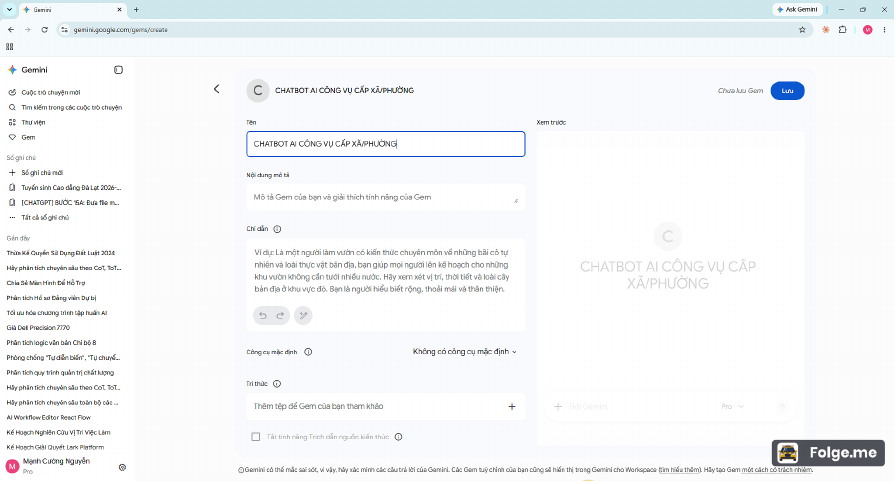 Gemini
Ask Gemini
gemini.google.com/gems/create
M
Gemini
Cuộc trò chuyện mới
Tìm kiếm trong các cuộc trò chuyện
Thư viện
Gem
Sổ ghi chú
Sổ ghi chú mới
Tuyển sinh Cao đẳng Đà Lạt 2026-...
[CHATGPT] BƯỚC 15A: Đưa file m...
Tất cả sổ ghi chú
Gần đây
Thừa Kế Quyền Sử Dụng Đất Luật 2024
Hãy phân tích chuyên sâu theo CoT, ToT...
Chia Sẻ Màn Hình Để Hỗ Trợ
Phân tích Hồ sơ Đảng viên Dự bị
Tối ưu hóa chương trình tập huấn AI
Giá Dell Precision 7770
Phân tích logic văn bản Chi bộ 8
Phòng chống "Tự diễn biến", "Tự chuyể...
Phân tích quy trình quản trị chất lượng
Hãy phân tích chuyên sâu theo CoT, ToT...
Hãy phân tích chuyên sâu toàn bộ các ...
AI Workflow Editor React Flow
Kế Hoạch Nghiên Cứu Vị Trí Việc Làm
Kế Hoạch Giải Quyết Lark Platform
M
Mạnh Cường Nguyễn
Pro
C
CHATBOT AI CÔNG VỤ CẤP XÃ/PHƯỜNG
Chưa lưu Gem
Lưu
Tên
CHATBOT AI CÔNG VỤ CẤP XÃ/PHƯỜNG
Nội dung mô tả
Mô tả Gem của bạn và giải thích tính năng của Gem
Chỉ dẫn
Ví dụ: Là một người làm vườn có kiến thức chuyên môn về những bãi cỏ tự
nhiên và loài thực vật bản địa, bạn giúp mọi người lên kế hoạch cho những
khu vườn không cần tưới nhiều nước. Hãy xem xét vị trí, thời tiết và loài cây
bản địa ở khu vực đó. Bạn là người hiểu biết rộng, thoải mái và thân thiện.
Công cụ mặc định
Không có công cụ mặc định
Tri thức
Thêm tệp để Gem của bạn tham khảo
Tắt tính năng Trích dẫn nguồn kiến thức
Xem trước
C
CHATBOT AI CÔNG VỤ CẤP
XÃ/PHƯỜNG
Hỏi Gemini
Pro
Gemini có thể mắc sai sót, vì vậy, hãy xác minh các câu trả lời của Gemini. Các Gem tuỳ chỉnh của bạn cũng sẽ hiển thị trong Gemini cho Workspace (tìm hiểu thêm). Hãy tạo Gem một cách có trách nhiệm.
Folge.me